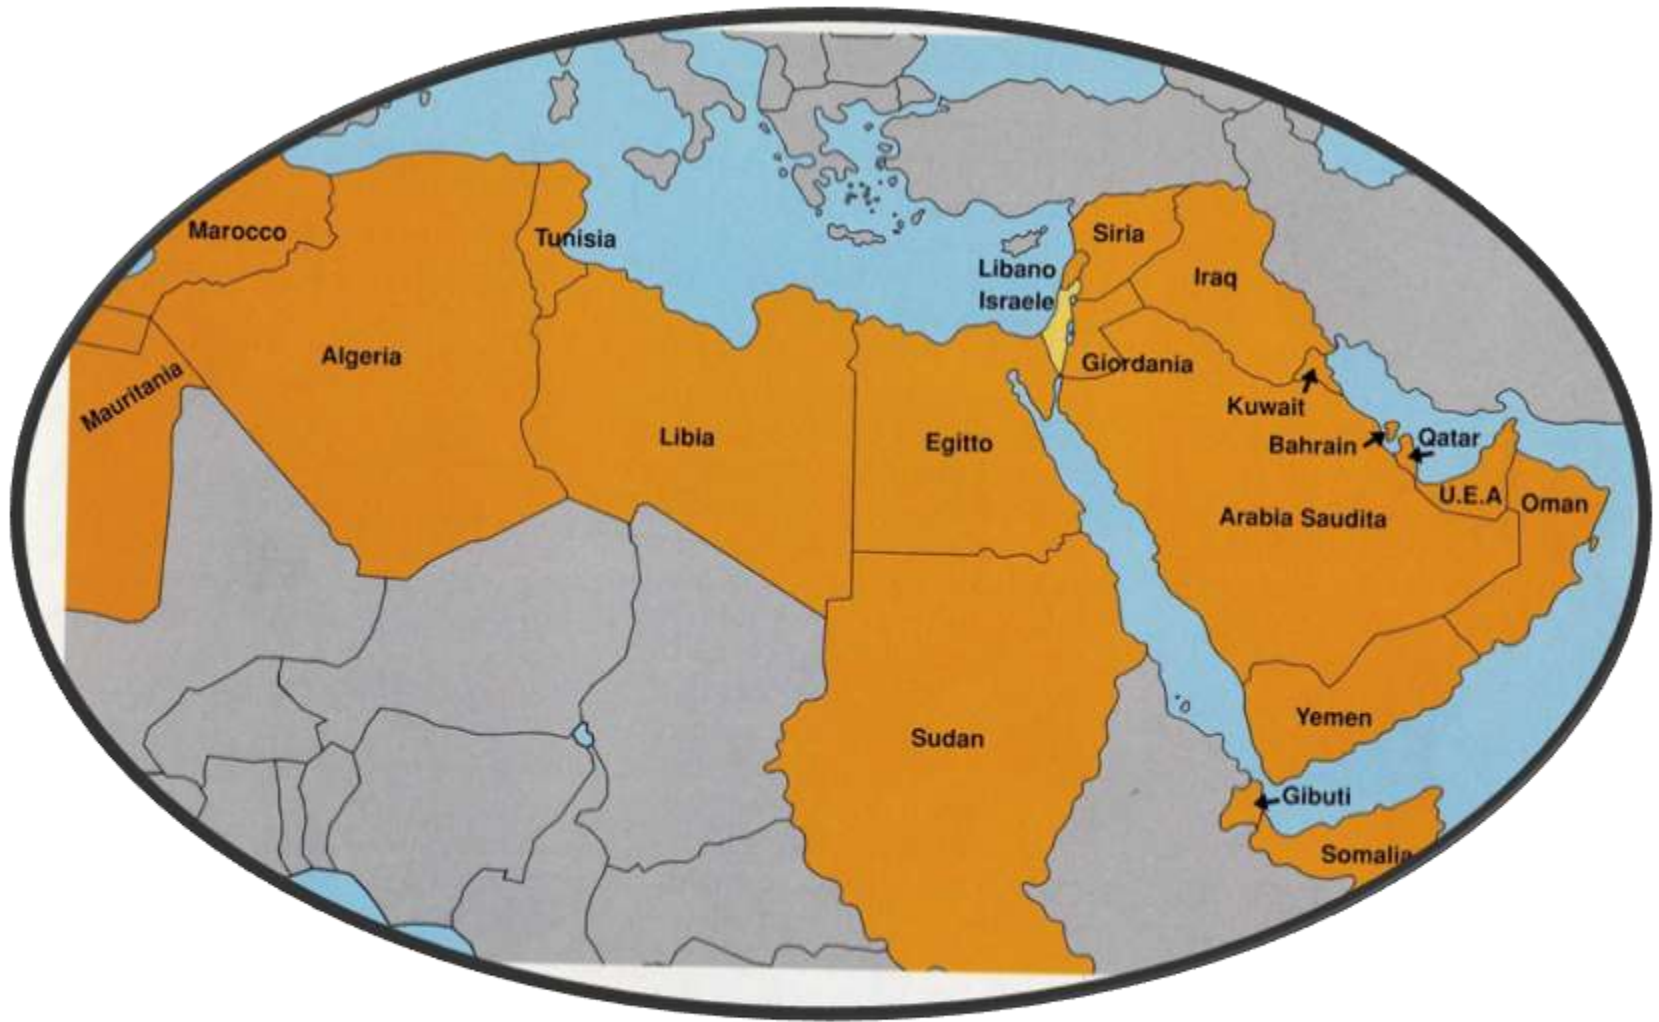 Marocco
Tunisia
Siria
Libano
Iraq
Israele
Algeria
Giordania
Mauritania
Kuwait
Libia
Egitto
Bahrain
Qatar
U.E.A
Oman
Arabia Saudita
Yemen
Sudan
Gibuti
Somalia